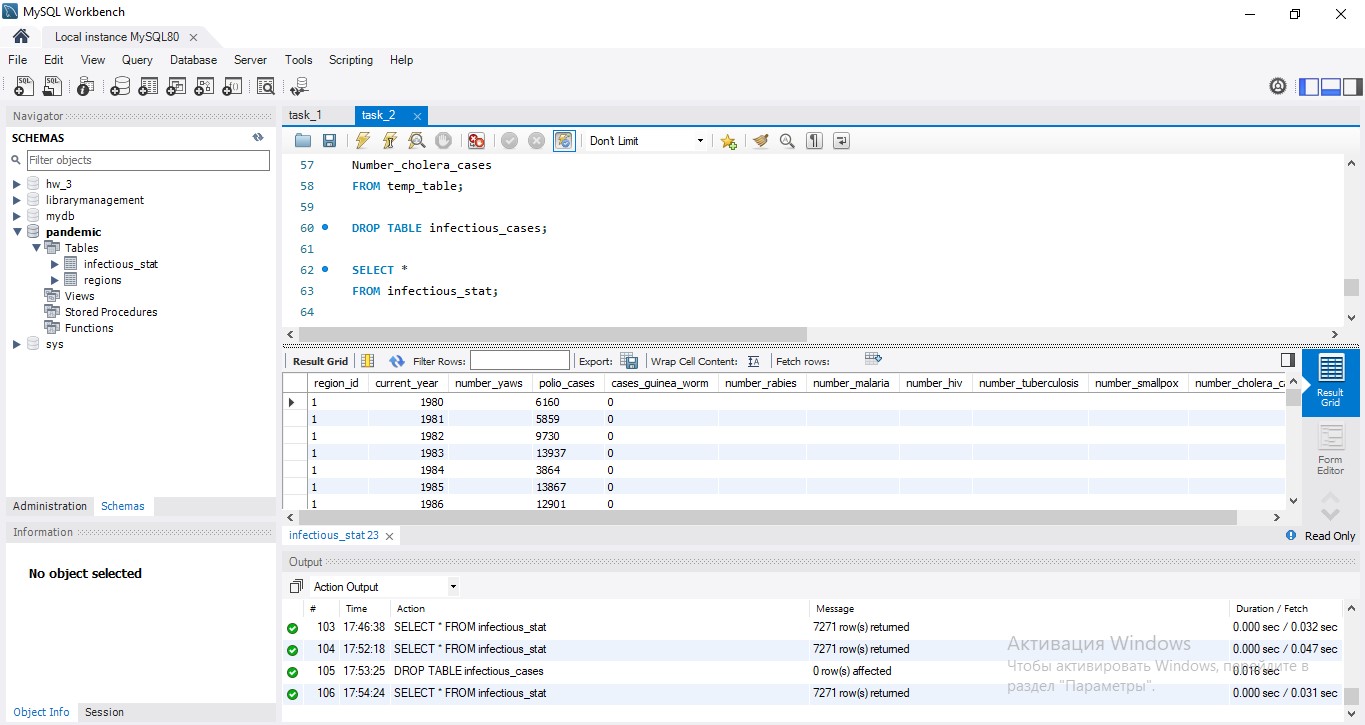 MySQL Workbench
Local instance MySQL80
File Edit View Query Database Server Tools Scripting Help
Navigator
SCHEMAS
Filter objects
hw_3
librarymanagement
mydb
pandemic
Tables
infectious_stat
regions
Views
Stored Procedures
Functions
sys
Administration Schemas
Information
No object selected
Object Info Session
task_1 task_2
Don't Limit
57 Number_cholera_cases
58 FROM temp_table;
59
60 DROP TABLE infectious_cases;
61
62 SELECT *
63 FROM infectious_stat;
64
Result Grid Filter Rows: Export: Wrap Cell Content: Fetch rows:
region_id current_year number_yaws polio_cases cases_guinea_worm number_rabies number_malaria number_hiv number_tuberculosis number_smallpox number_cholera_ca
1 1980 6160 0
1 1981 5859 0
1 1982 9730 0
1 1983 13937 0
1 1984 3864 0
1 1985 13867 0
1 1986 12901 0
Result
Grid
Form
Editor
infectious_stat 23
Read Only
Output
Action Output
# Time Action Message Duration / Fetch
103 17:46:38 SELECT * FROM infectious_stat 7271 row(s) returned 0.000 sec / 0.032 sec
104 17:52:18 SELECT * FROM infectious_stat 7271 row(s) returned 0.000 sec / 0.047 sec
105 17:53:25 DROP TABLE infectious_cases 0 row(s) affected 0.016 sec
106 17:54:24 SELECT * FROM infectious_stat 7271 row(s) returned 0.000 sec / 0.031 sec
Активация Windows
Чтобы активировать Windows, перейдите в
раздел "Параметры".